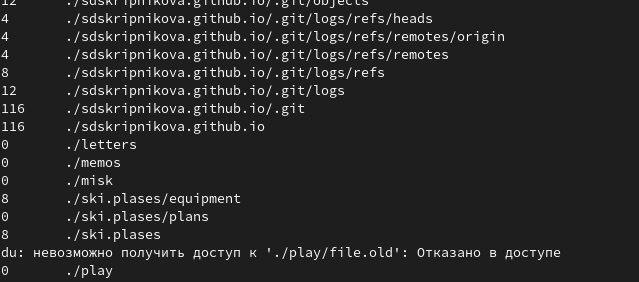 12 ./sdskripnikova.github.io/.git/objects
4 ./sdskripnikova.github.io/.git/logs/refs/heads
4 ./sdskripnikova.github.io/.git/logs/refs/remotes/origin
4 ./sdskripnikova.github.io/.git/logs/refs/remotes
8 ./sdskripnikova.github.io/.git/logs/refs
12 ./sdskripnikova.github.io/.git/logs
116 ./sdskripnikova.github.io/.git
116 ./sdskripnikova.github.io
0 ./letters
0 ./memos
0 ./misk
8 ./ski.plases/equipment
0 ./ski.plases/plans
8 ./ski.plases
du: невозможно получить доступ к './play/file.old': Отказано в доступе
0 ./play